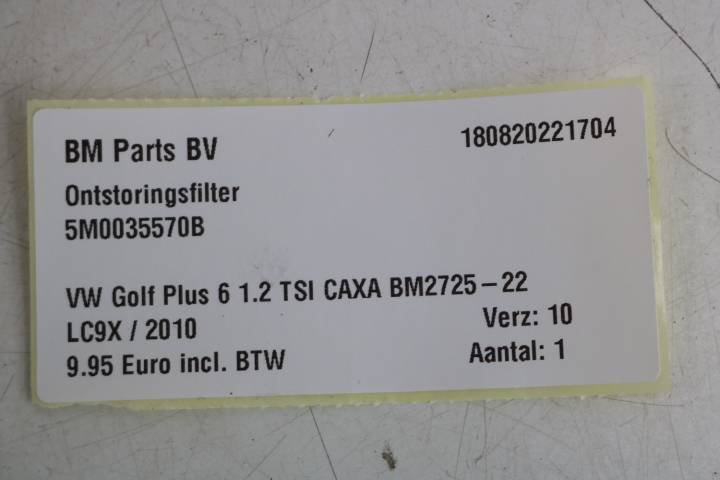 BM Parts BV
180820221704
Ontstoringsfilter
5M0035570B
VW Golf Plus 6 1.2 TSI CAXA BM2725-22
LC9X / 2010
Verz: 10
9.95 Euro incl. BTW
Aantal: 1